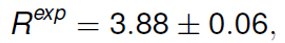 R^exp = 3.88 ± 0.06,